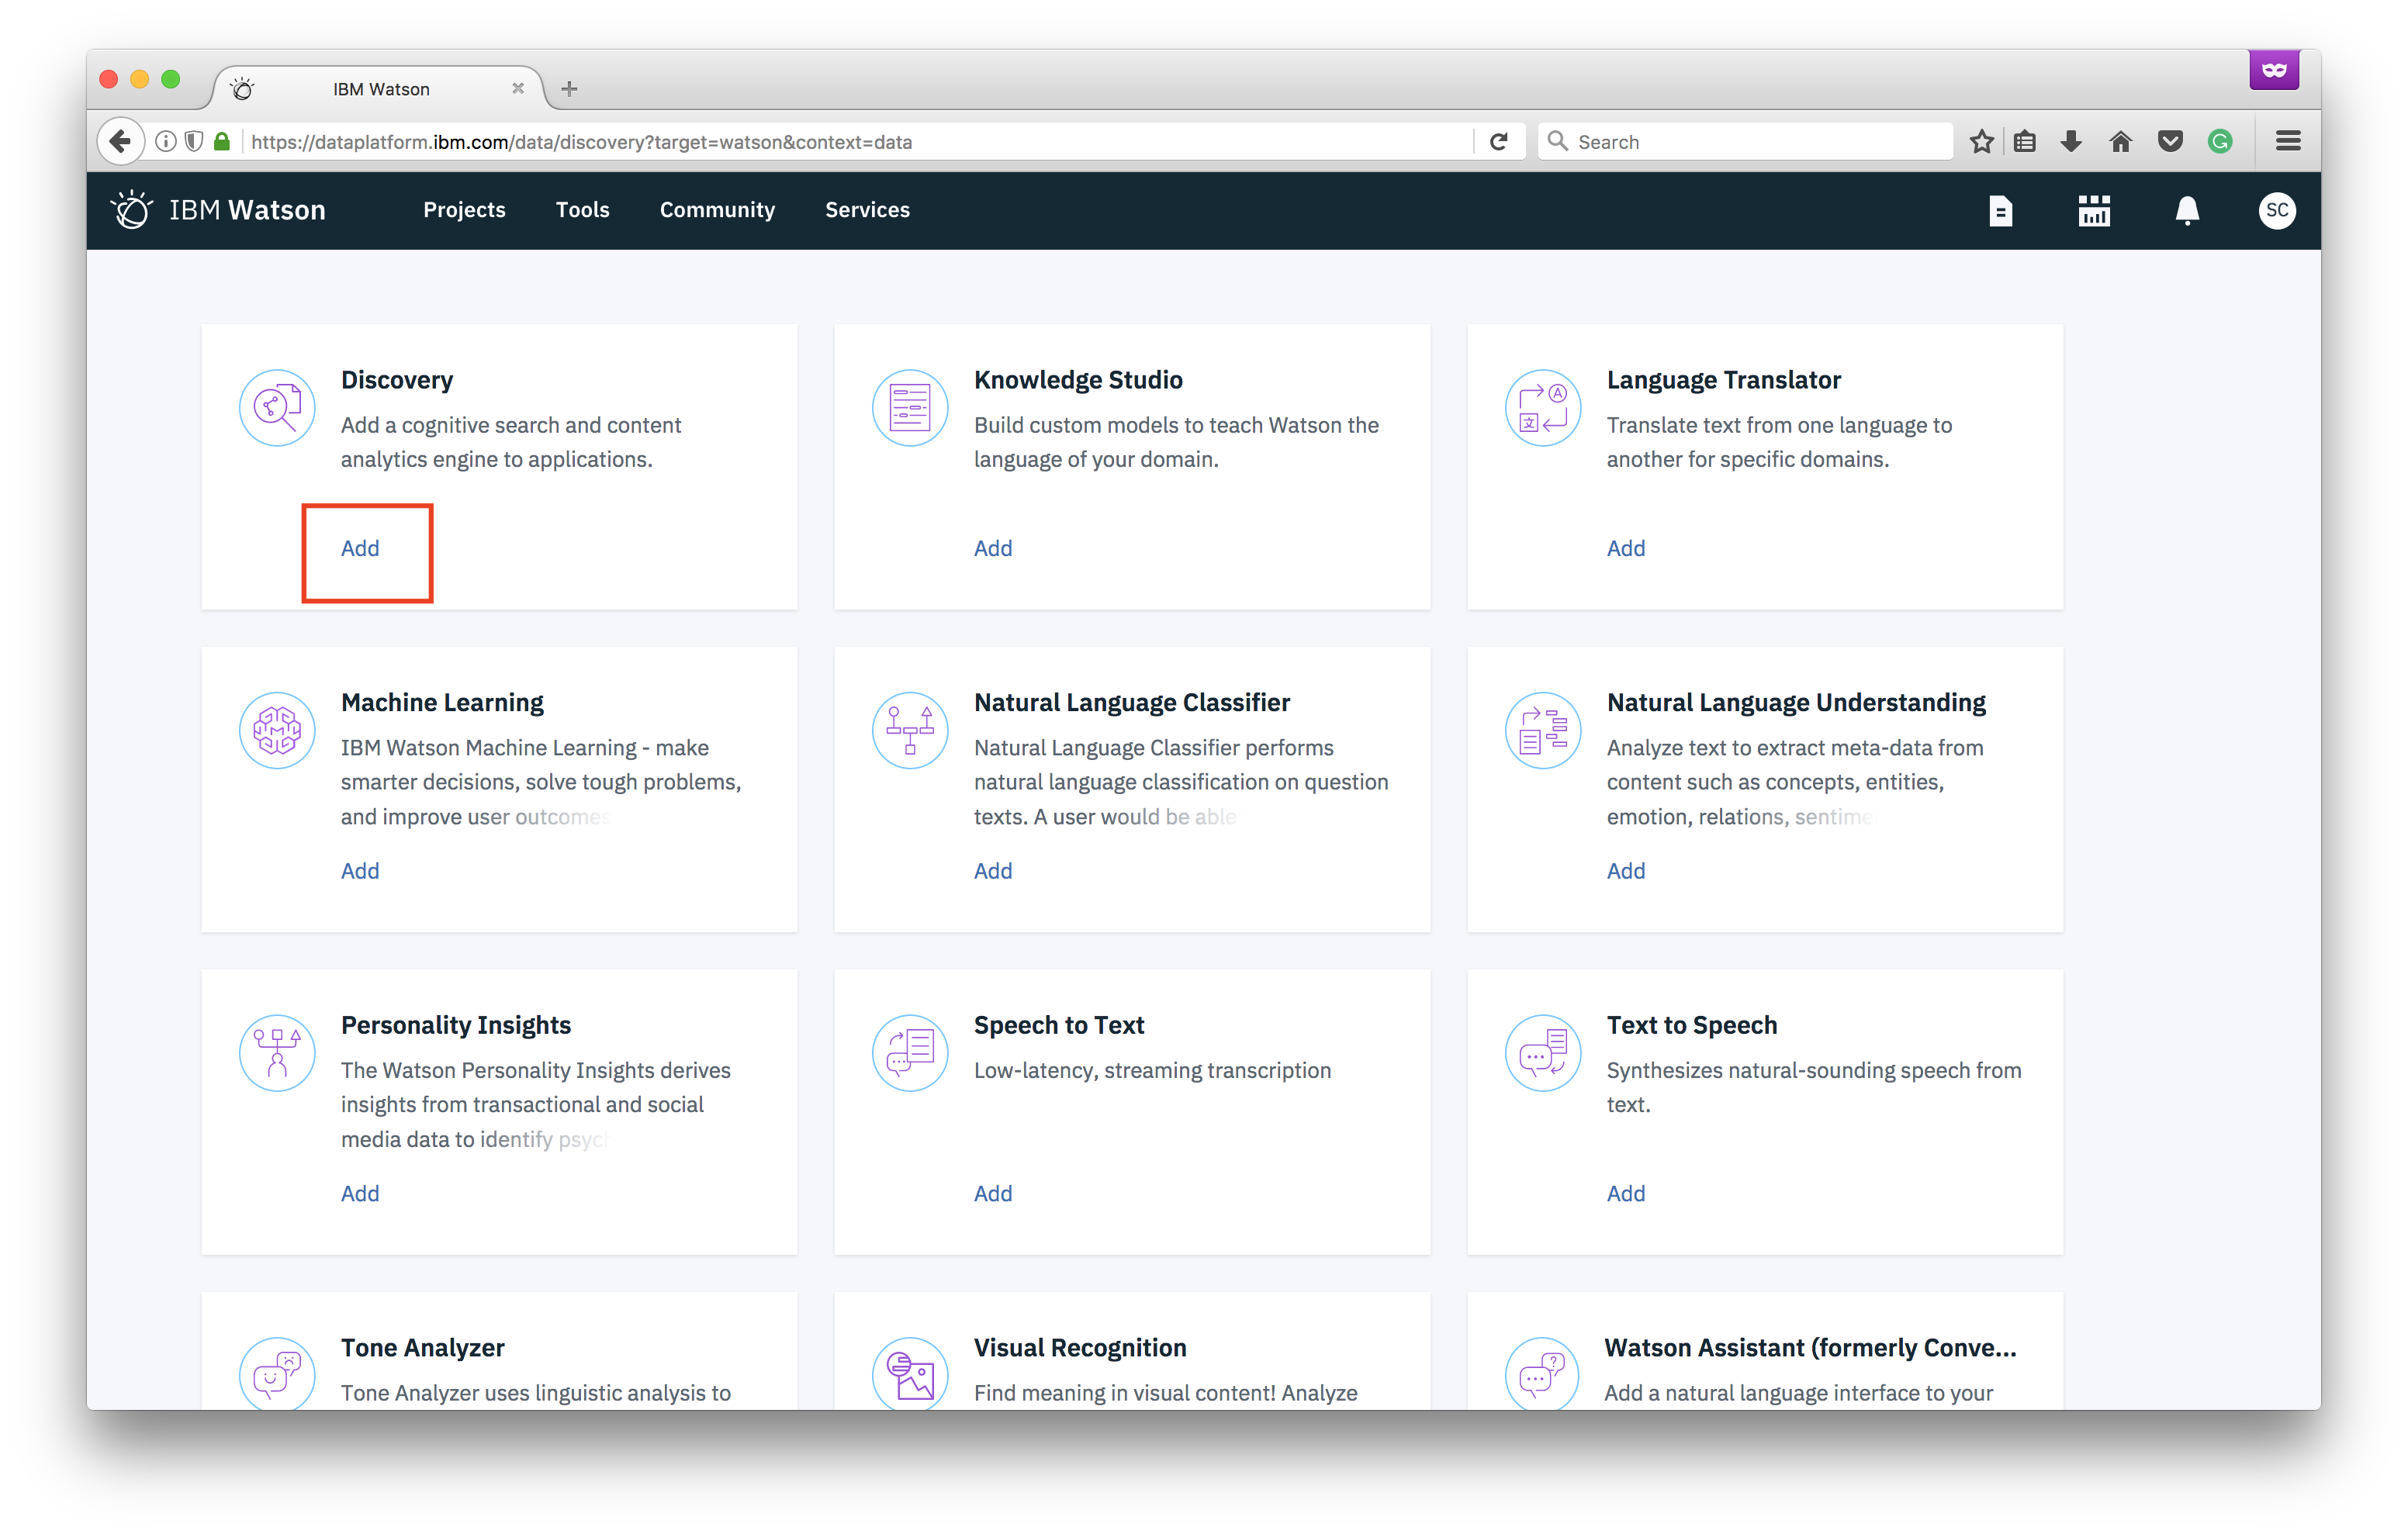 IBM Watson
https://dataplatform.ibm.com/data/discovery?target=watson&context=data
Search
IBM Watson
Projects
Tools
Community
Services
SC
Discovery
Add a cognitive search and content
analytics engine to applications.
Add
Knowledge Studio
Build custom models to teach Watson the
language of your domain.
Add
Language Translator
Translate text from one language to
another for specific domains.
Add
Machine Learning
IBM Watson Machine Learning - make
smarter decisions, solve tough problems,
and improve user outcomes
Add
Natural Language Classifier
Natural Language Classifier performs
natural language classification on question
texts. A user would be able
Add
Natural Language Understanding
Analyze text to extract meta-data from
content such as concepts, entities,
emotion, relations, sentime
Add
Personality Insights
The Watson Personality Insights derives
insights from transactional and social
media data to identify psych
Add
Speech to Text
Low-latency, streaming transcription
Add
Text to Speech
Synthesizes natural-sounding speech from
text.
Add
Tone Analyzer
Tone Analyzer uses linguistic analysis to
Visual Recognition
Find meaning in visual content! Analyze
Watson Assistant (formerly Conve...
Add a natural language interface to your